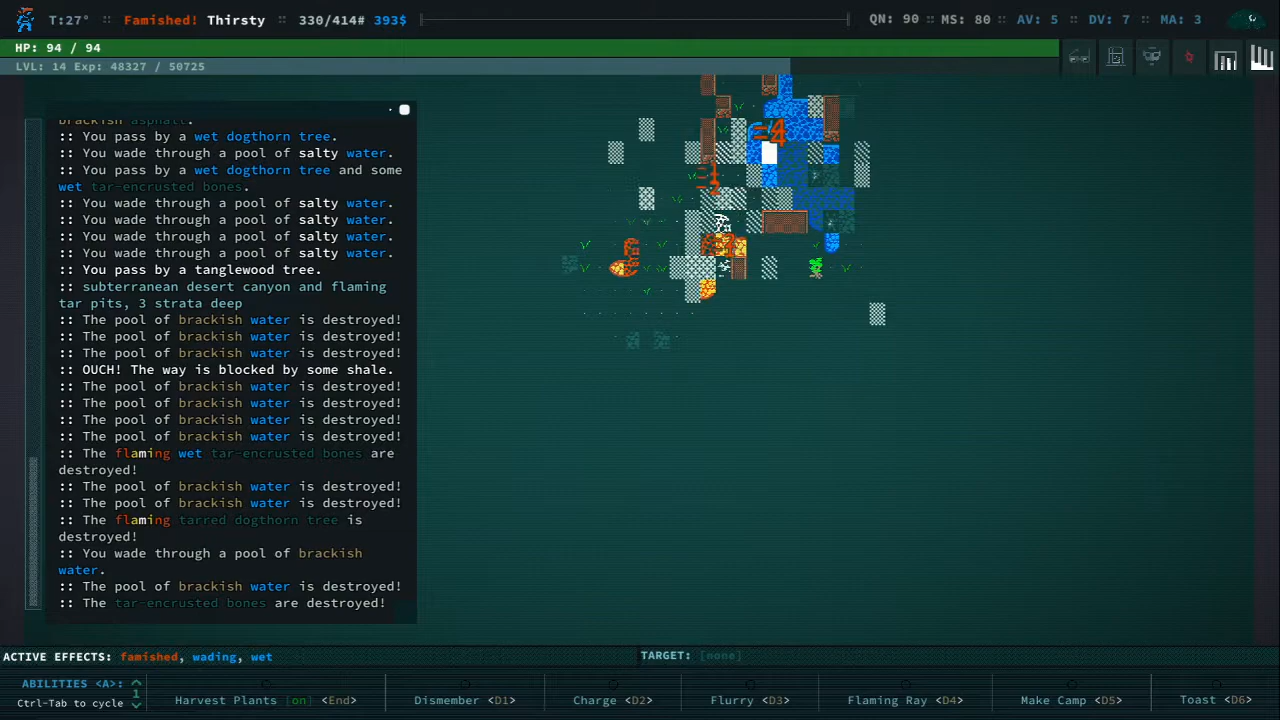 T:27° :: Famished! Thirsty :: 330/414# 393$
QN: 90 :: MS: 80 :: AV: 5 :: DV: 7 :: MA: 3
HP: 94 / 94
LVL: 14 Exp: 48327 / 50725
brackish asphalt.
:: You pass by a wet dogthorn tree.
:: You wade through a pool of salty water.
:: You pass by a wet dogthorn tree and some
wet tar-encrusted bones.
:: You wade through a pool of salty water.
:: You wade through a pool of salty water.
:: You wade through a pool of salty water.
:: You wade through a pool of salty water.
:: You pass by a tanglewood tree.
:: subterranean desert canyon and flaming
tar pits, 3 strata deep
:: The pool of brackish water is destroyed!
:: The pool of brackish water is destroyed!
:: The pool of brackish water is destroyed!
:: OUCH! The way is blocked by some shale.
:: The pool of brackish water is destroyed!
:: The pool of brackish water is destroyed!
:: The pool of brackish water is destroyed!
:: The pool of brackish water is destroyed!
:: The flaming wet tar-encrusted bones are
destroyed!
:: The pool of brackish water is destroyed!
:: The pool of brackish water is destroyed!
:: The flaming tarred dogthorn tree is
destroyed!
:: You wade through a pool of brackish
water.
:: The pool of brackish water is destroyed!
:: The tar-encrusted bones are destroyed!
ACTIVE EFFECTS: famished, wading, wet
TARGET: [none]
ABILITIES <A>:
Ctrl-Tab to cycle
1
Harvest Plants [on] <End>
Dismember <D1>
Charge <D2>
Flurry <D3>
Flaming Ray <D4>
Make Camp <D5>
Toast <D6>